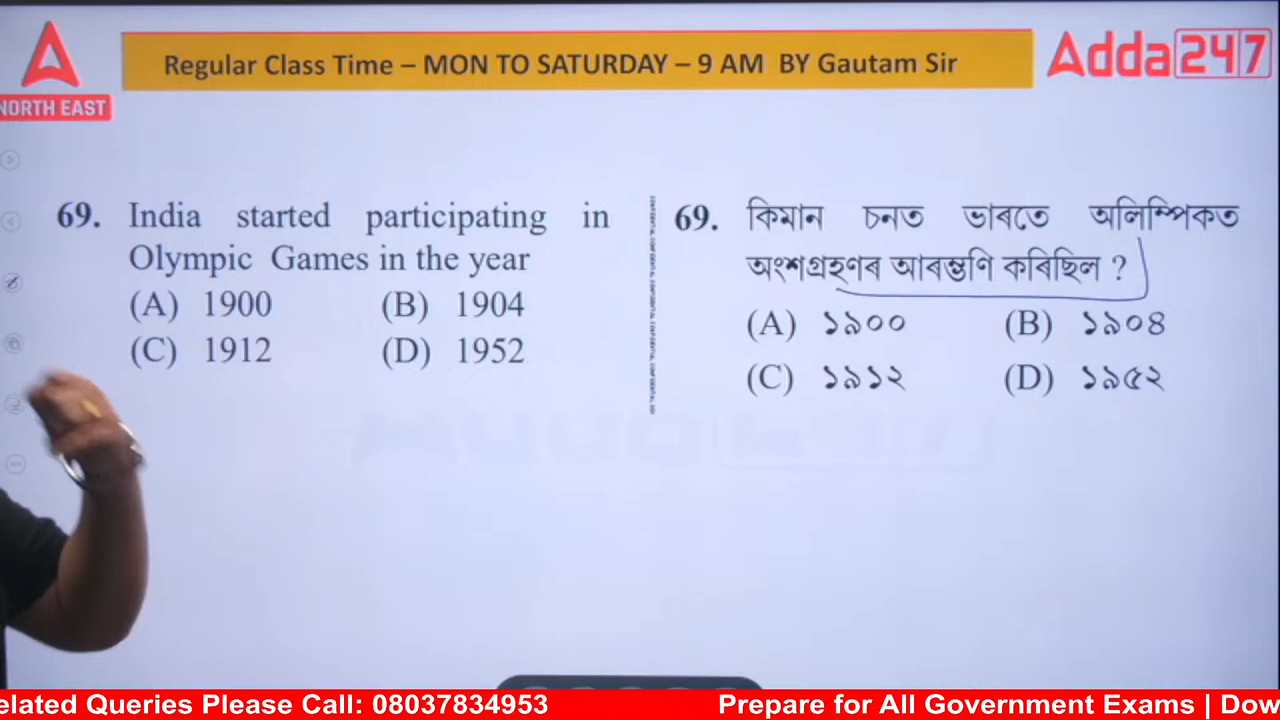 Regular Class Time – MON TO SATURDAY – 9 AM BY Gautam Sir
Adda247
NORTH EAST
69. India started participating in
Olympic Games in the year
(A) 1900 (B) 1904
(C) 1912 (D) 1952
69. কিমান চনত ভাৰতে অলিম্পিকত
অংশগ্ৰহণৰ আৰম্ভণি কৰিছিল ?
(A) ১৯০০ (B) ১৯০৪
(C) ১৯১২ (D) ১৯৫২
elated Queries Please Call: 08037834953 Prepare for All Government Exams | Dow